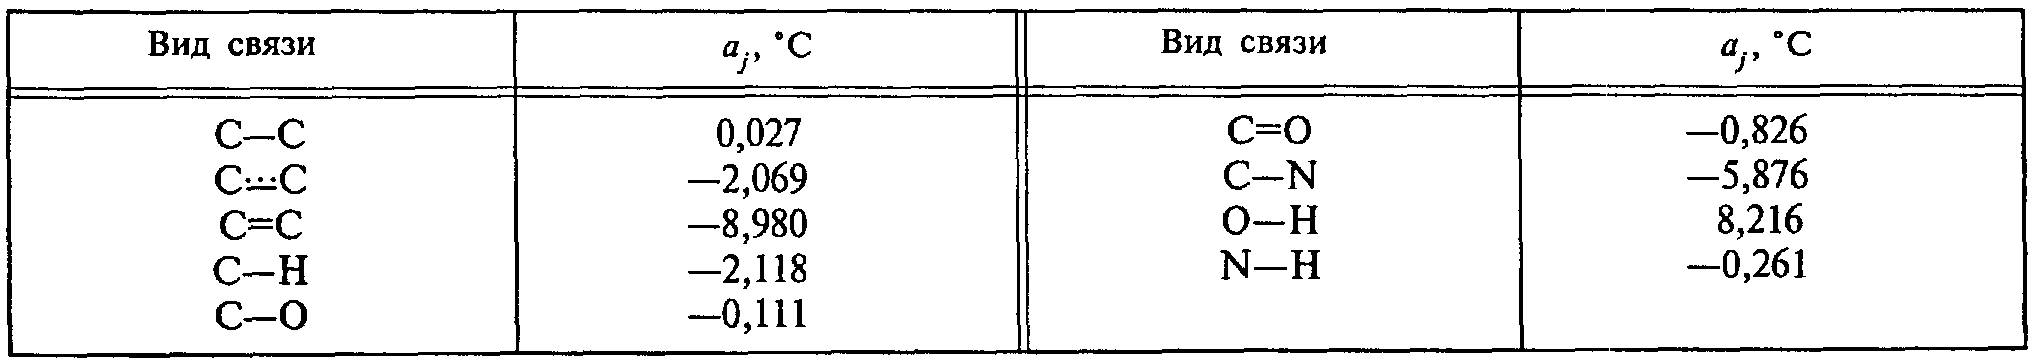 Вид связи a_j, °C Вид связи a_j, °C
C—C 0,027 C=O —0,826
C⋯C —2,069 C—N —5,876
C=C —8,980 O—H 8,216
C—H —2,118 N—H —0,261
C—O —0,111